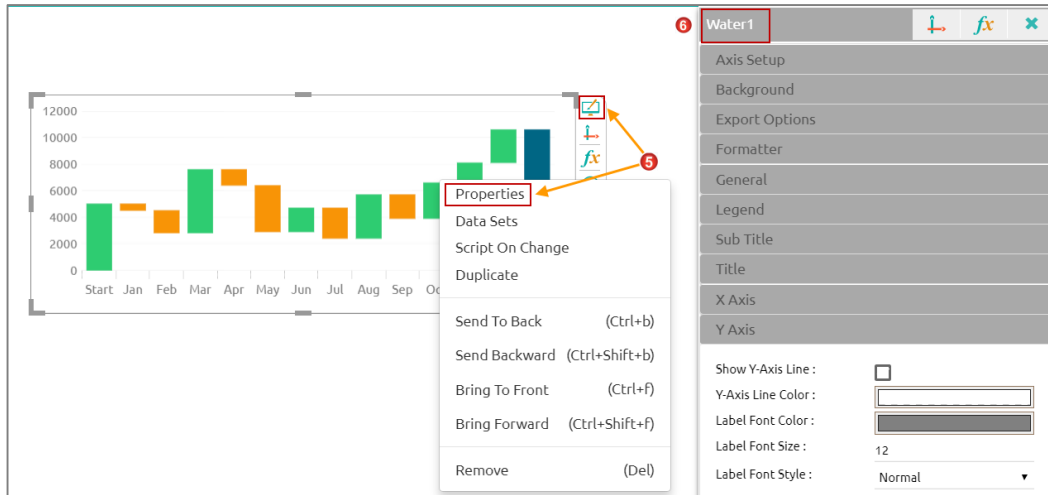 12000
10000
8000
6000
4000
2000
0
Start Jan Feb Mar Apr May Jun Jul Aug Sep
fx
5
Properties
Data Sets
Script On Change
Duplicate
Send To Back (Ctrl+b)
Send Backward (Ctrl+Shift+b)
Bring To Front (Ctrl+f)
Bring Forward (Ctrl+Shift+f)
Remove (Del)
6 Water1 fx
Axis Setup
Background
Export Options
Formatter
General
Legend
Sub Title
Title
X Axis
Y Axis
Show Y-Axis Line :
Y-Axis Line Color :
Label Font Color :
Label Font Size : 12
Label Font Style : Normal